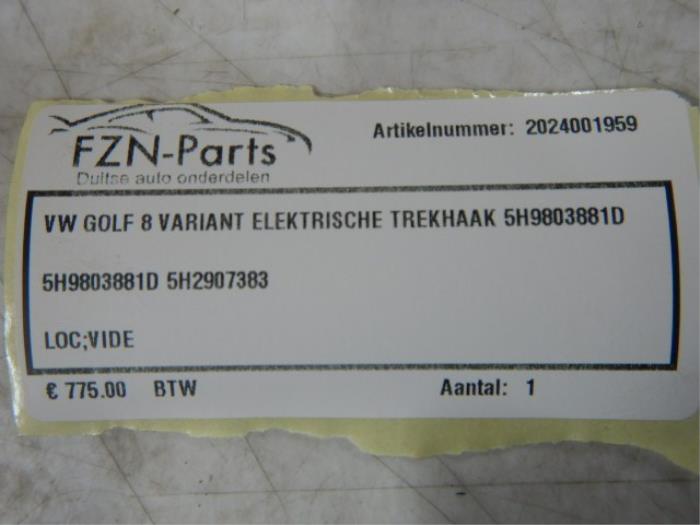 FZN-Parts
Duitse auto onderdelen
Artikelnummer: 2024001959
VW GOLF 8 VARIANT ELEKTRISCHE TREKHAAK 5H9803881D
5H9803881D 5H2907383
LOC;VIDE
€ 775.00 BTW Aantal: 1